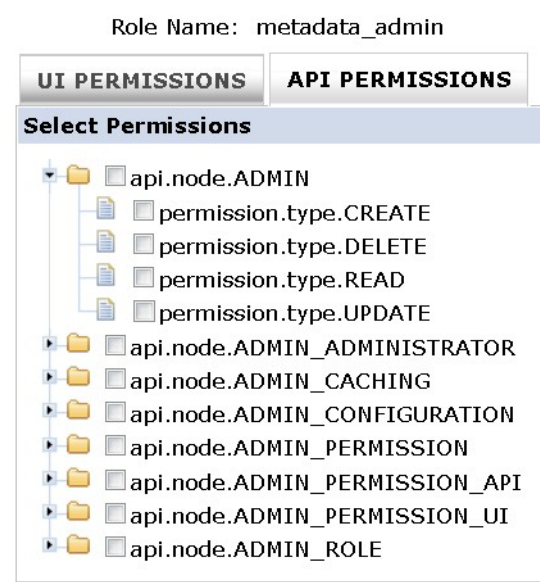 Role Name: metadata_admin
UI PERMISSIONS API PERMISSIONS
Select Permissions
api.node.ADMIN
permission.type.CREATE
permission.type.DELETE
permission.type.READ
permission.type.UPDATE
api.node.ADMIN_ADMINISTRATOR
api.node.ADMIN_CACHING
api.node.ADMIN_CONFIGURATION
api.node.ADMIN_PERMISSION
api.node.ADMIN_PERMISSION_API
api.node.ADMIN_PERMISSION_UI
api.node.ADMIN_ROLE